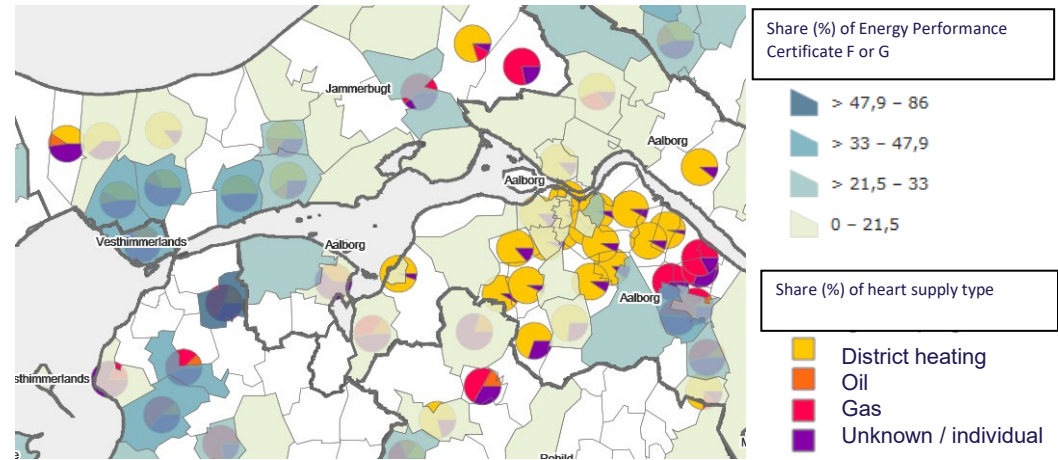 Share (%) of Energy Performance
Certificate F or G
> 47,9 – 86
> 33 – 47,9
> 21,5 – 33
0 – 21,5
Share (%) of heart supply type
District heating
Oil
Gas
Unknown / individual
Jammerbugt
Aalborg
Aalborg
Vesthimmerlands
Aalborg
Aalborg
sthimmerlands